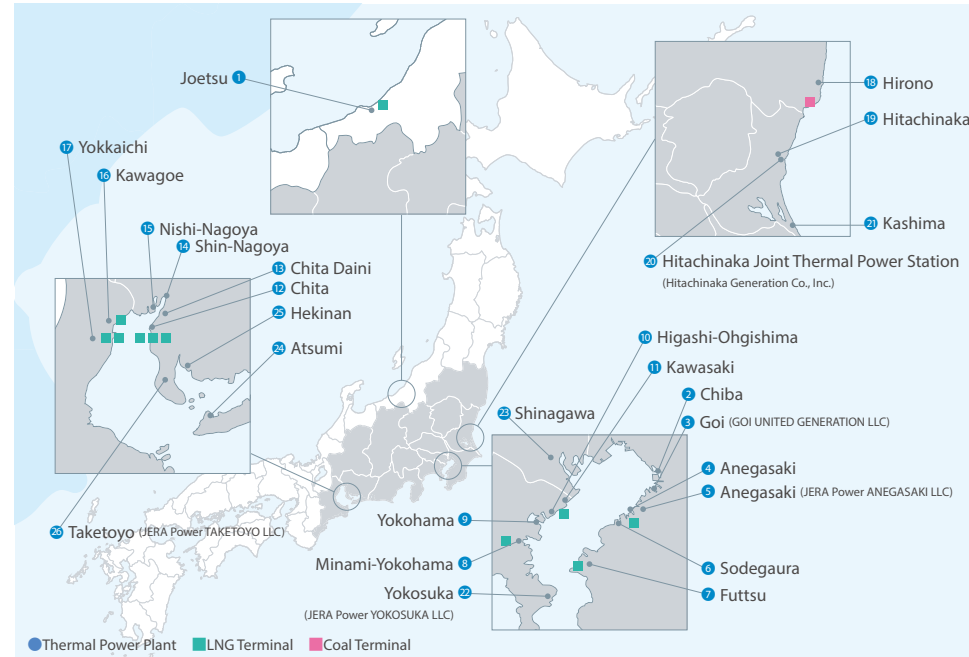 Joetsu 1
18 Hirono
19 Hitachinaka
17 Yokkaichi
16 Kawagoe
15 Nishi-Nagoya
14 Shin-Nagoya
21 Kashima
20 Hitachinaka Joint Thermal Power Station
(Hitachinaka Generation Co., Inc.)
13 Chita Daini
12 Chita
25 Hekinan
24 Atsumi
10 Higashi-Ohgishima
11 Kawasaki
2 Chiba
23 Shinagawa
3 Goi (GOI UNITED GENERATION LLC)
4 Anegasaki
5 Anegasaki (JERA Power ANEGASAKI LLC)
Yokohama 9
26 Taketoyo (JERA Power TAKETOYO LLC)
Minami-Yokohama 8
6 Sodegaura
Yokosuka 22
(JERA Power YOKOSUKA LLC)
7 Futtsu
Thermal Power Plant LNG Terminal Coal Terminal